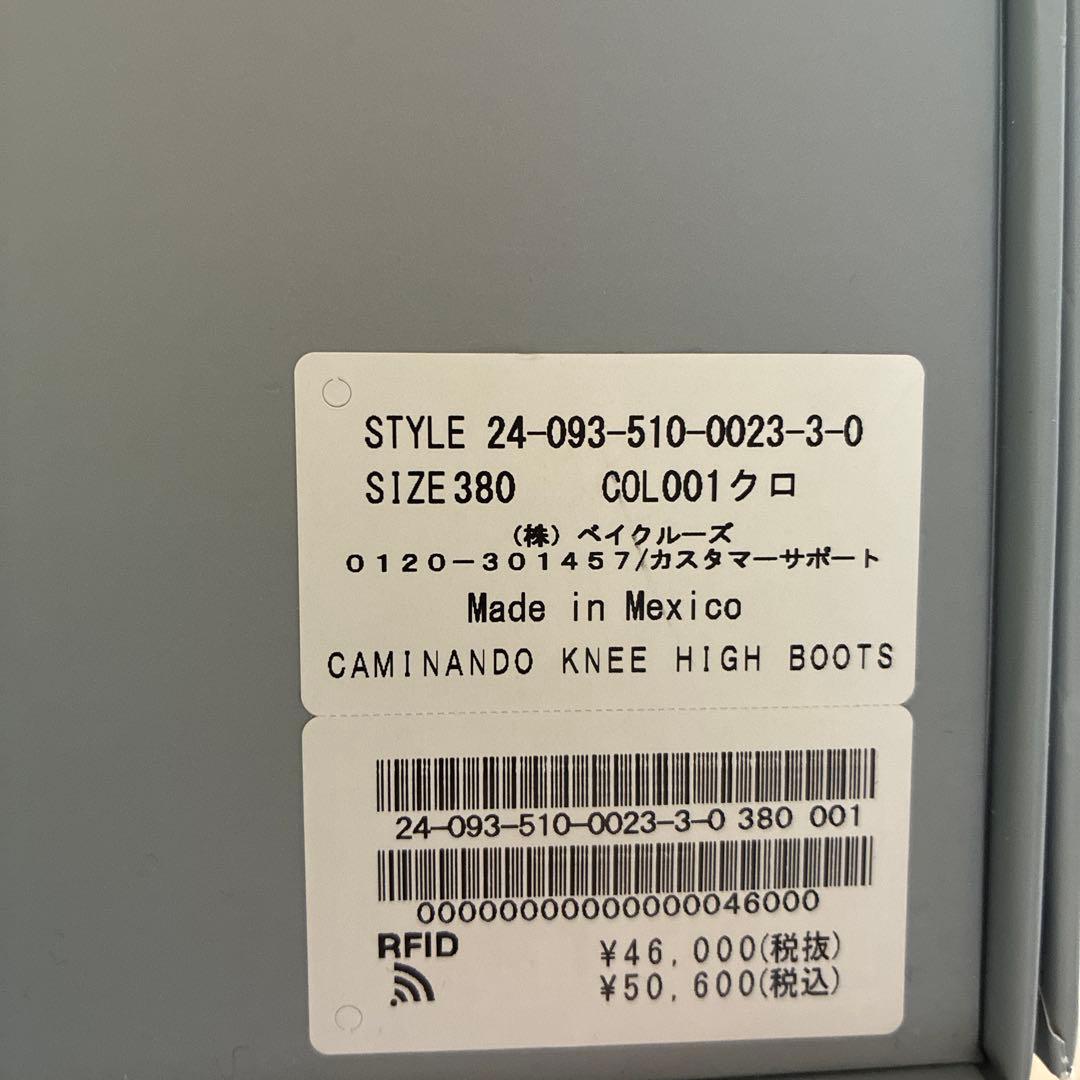 STYLE 24-093-510-0023-3-0
SIZE380 COL001クロ
(株)ベイクルーズ
0120-301457/カスタマーサポート
Made in Mexico
CAMINANDO KNEE HIGH BOOTS
24-093-510-0023-3-0 380 001
00000000000000046000
RFID
¥46,000(税抜)
¥50,600(税込)